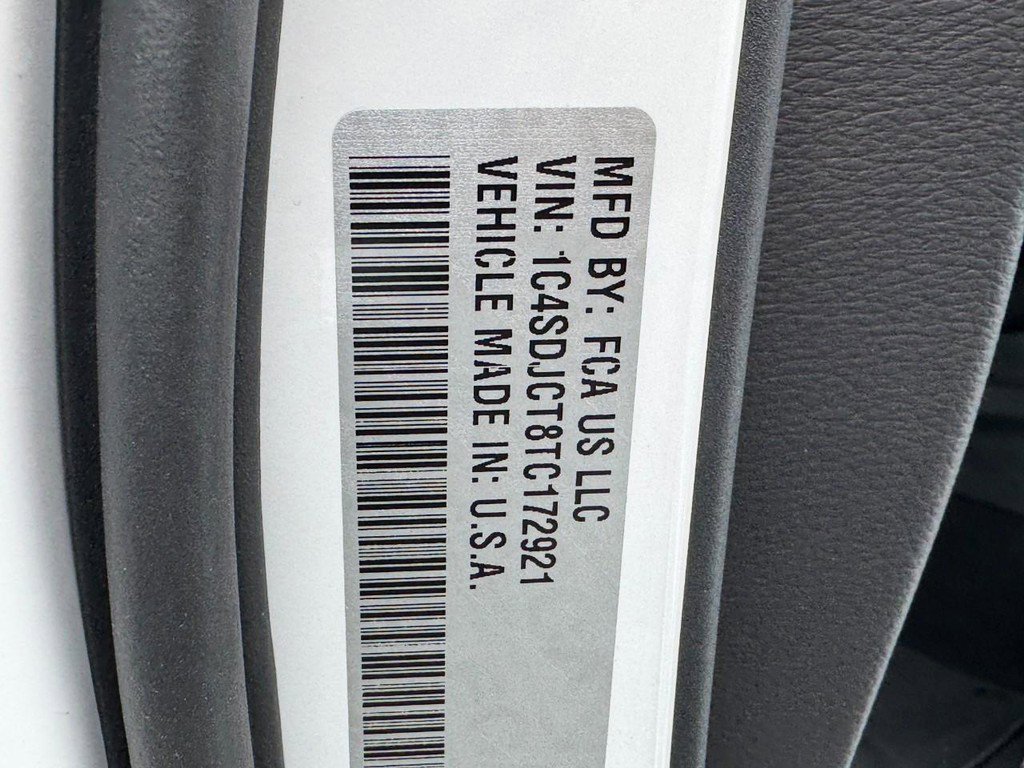 MFD BY: FCA US LLC
VIN: 1C4SDJCT8TC172921
VEHICLE MADE IN: U.S.A.